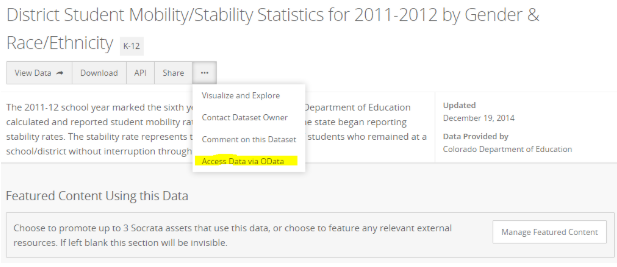 District Student Mobility/Stability Statistics for 2011-2012 by Gender &
Race/Ethnicity K-12
View Data Download API Share ...
Visualize and Explore
Contact Dataset Owner
Comment on this Dataset
Access Data via OData
The 2011-12 school year marked the sixth ye Department of Education
calculated and reported student mobility rat e state began reporting
stability rates. The stability rate represents t students who remained at a
school/district without interruption through
Updated
December 19, 2014
Data Provided by
Colorado Department of Education
Featured Content Using this Data
Choose to promote up to 3 Socrata assets that use this data, or choose to feature any relevant external
resources. If left blank this section will be invisible.
Manage Featured Content